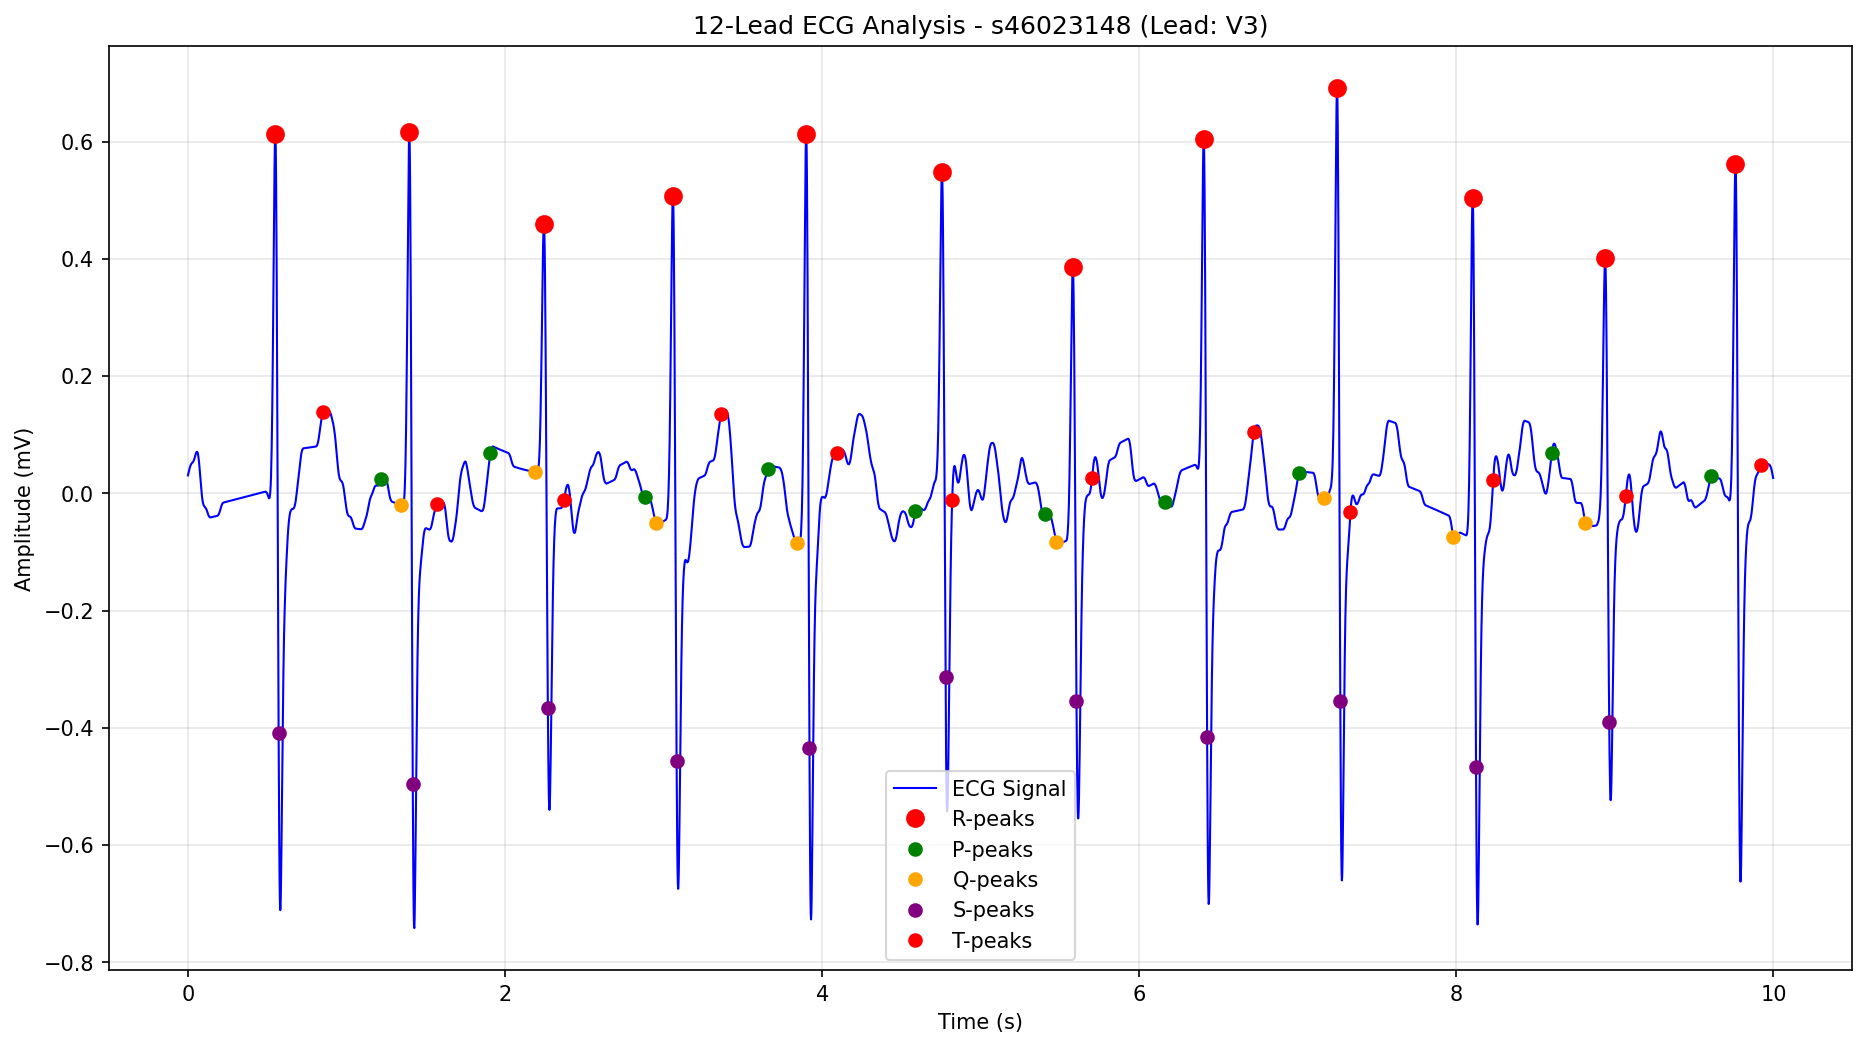 12-Lead ECG Analysis - s46023148 (Lead: V3)
Amplitude (mV)
0.6
0.4
0.2
0.0
−0.2
−0.4
−0.6
−0.8
ECG Signal
R-peaks
P-peaks
Q-peaks
S-peaks
T-peaks
0 2 4 6 8 10
Time (s)